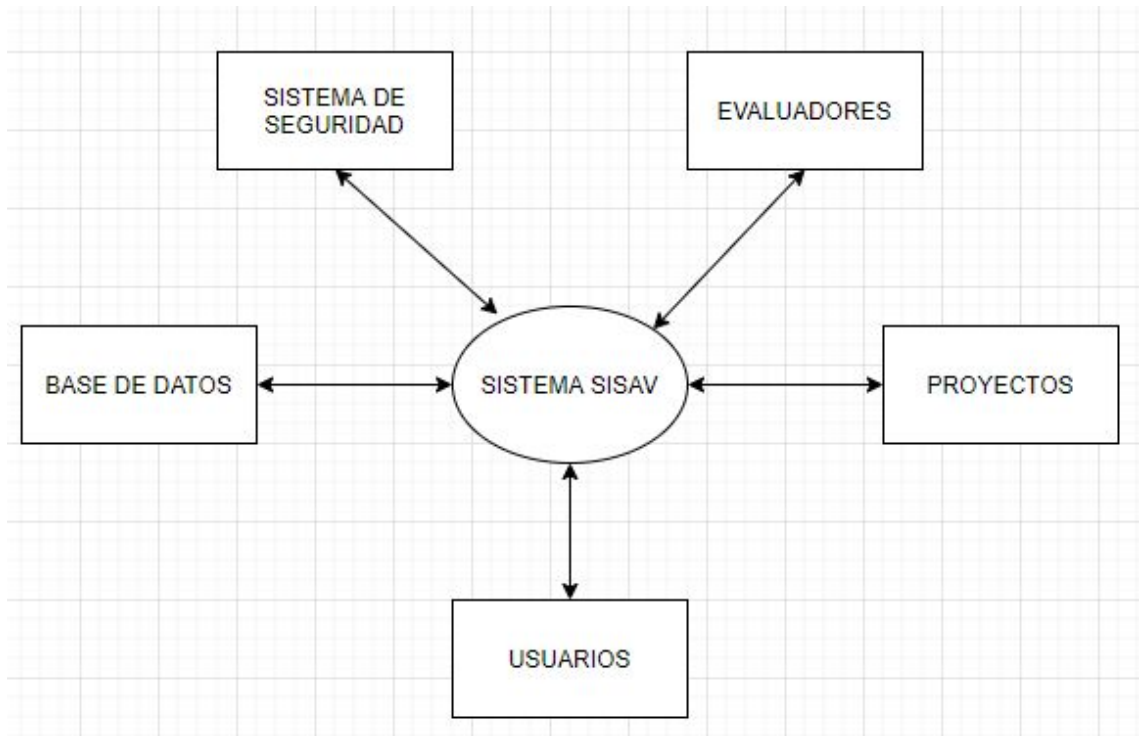 SISTEMA DE
SEGURIDAD
EVALUADORES
BASE DE DATOS
SISTEMA SISAV
PROYECTOS
USUARIOS